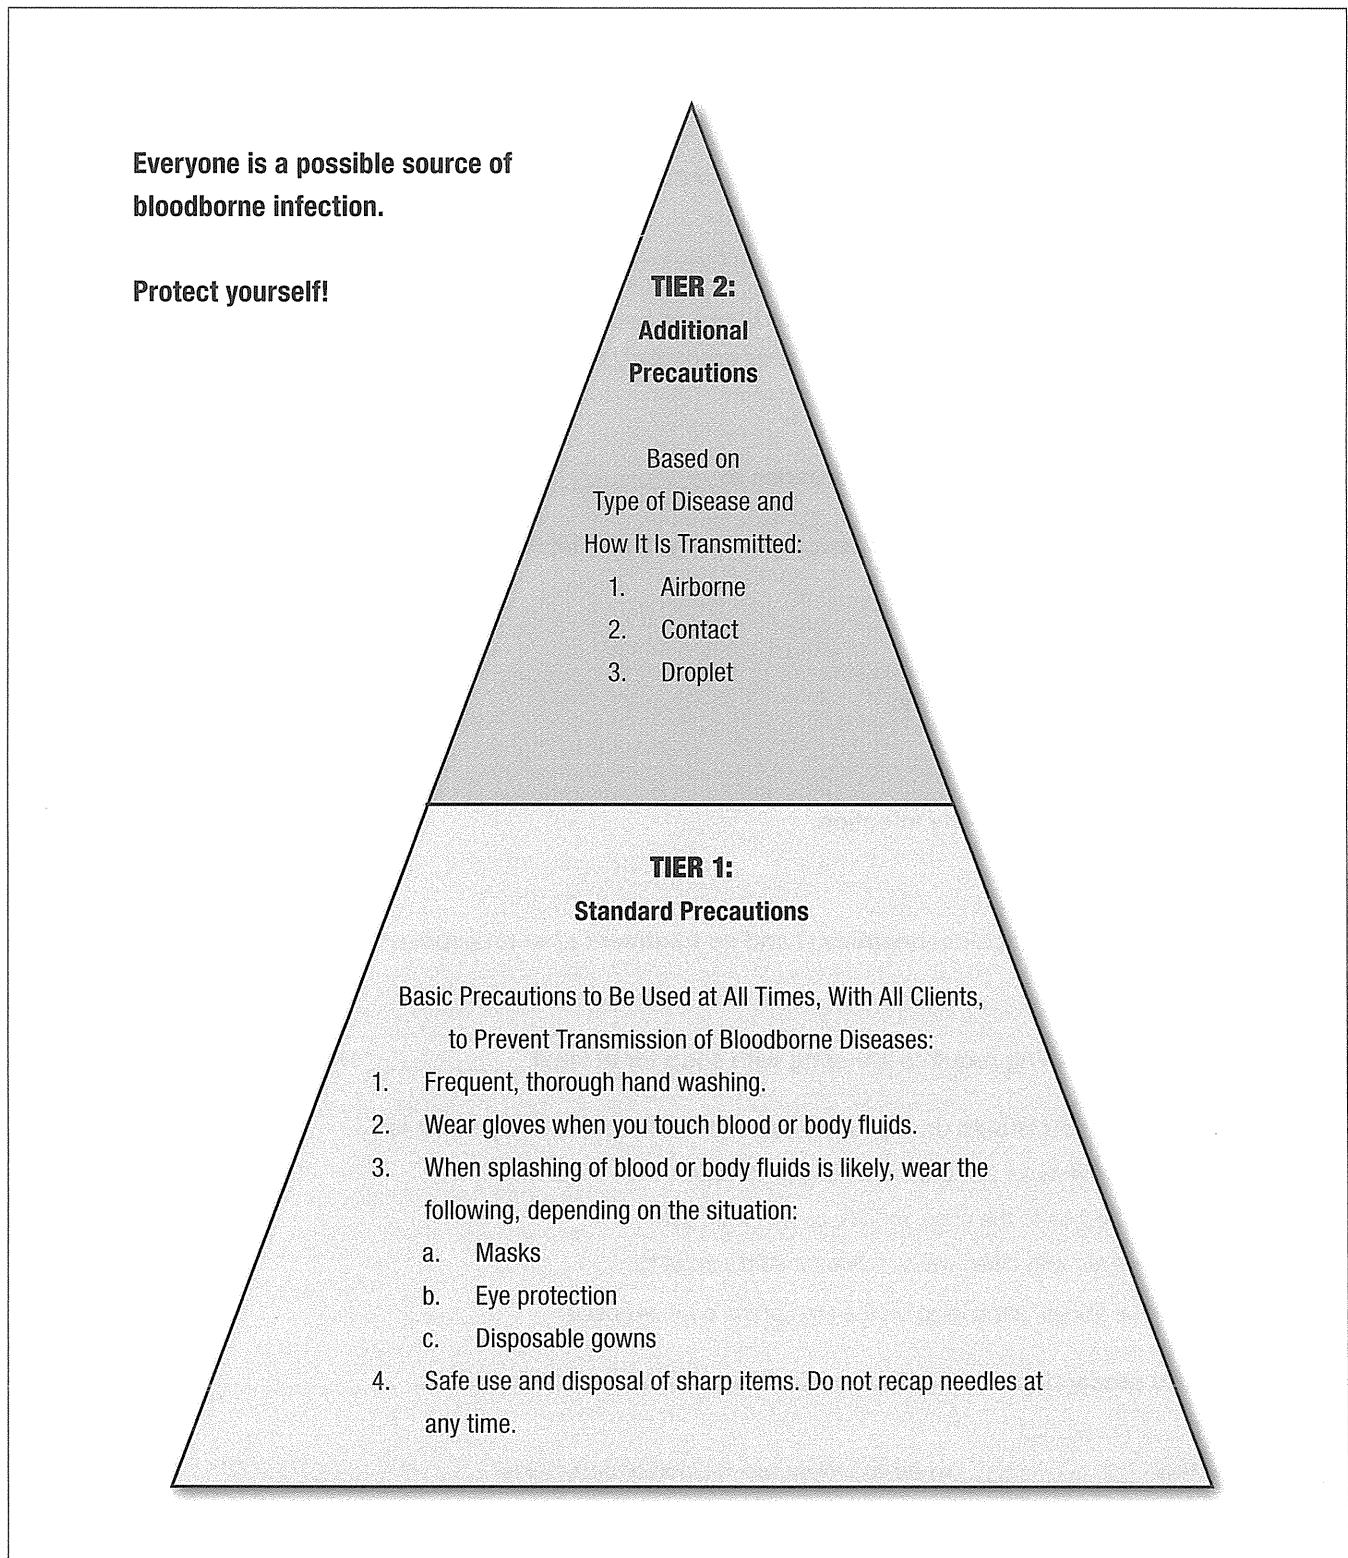 Everyone is a possible source of
bloodborne infection.
Protect yourself!
TIER 2:
Additional
Precautions
Based on
Type of Disease and
How It Is Transmitted:
1. Airborne
2. Contact
3. Droplet
TIER 1:
Standard Precautions
Basic Precautions to Be Used at All Times, With All Clients,
to Prevent Transmission of Bloodborne Diseases:
1. Frequent, thorough hand washing.
2. Wear gloves when you touch blood or body fluids.
3. When splashing of blood or body fluids is likely, wear the
following, depending on the situation:
a. Masks
b. Eye protection
c. Disposable gowns
4. Safe use and disposal of sharp items. Do not recap needles at
any time.